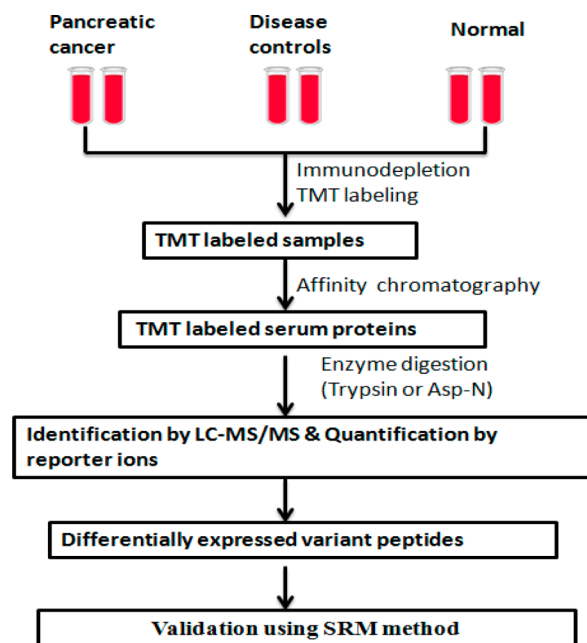 Pancreatic
cancer
Disease
controls
Normal
Immunodepletion
TMT labeling
TMT labeled samples
Affinity chromatography
TMT labeled serum proteins
Enzyme digestion
(Trypsin or Asp-N)
Identification by LC-MS/MS & Quantification by
reporter ions
Differentially expressed variant peptides
Validation using SRM method